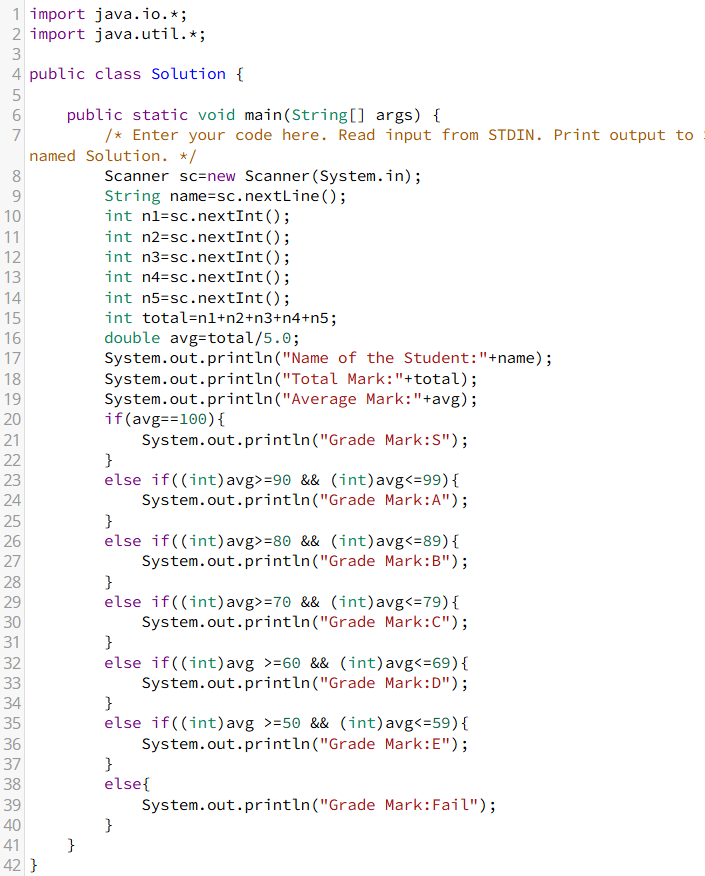 1 import java.io.*;
2 import java.util.*;
3
4 public class Solution {
5
6     public static void main(String[] args) {
7         /* Enter your code here. Read input from STDIN. Print output to
named Solution. */
8         Scanner sc=new Scanner(System.in);
9         String name=sc.nextLine();
10         int n1=sc.nextInt();
11         int n2=sc.nextInt();
12         int n3=sc.nextInt();
13         int n4=sc.nextInt();
14         int n5=sc.nextInt();
15         int total=n1+n2+n3+n4+n5;
16         double avg=total/5.0;
17         System.out.println("Name of the Student:"+name);
18         System.out.println("Total Mark:"+total);
19         System.out.println("Average Mark:"+avg);
20         if(avg==100){
21             System.out.println("Grade Mark:S");
22         }
23         else if((int)avg>=90 && (int)avg<=99){
24             System.out.println("Grade Mark:A");
25         }
26         else if((int)avg>=80 && (int)avg<=89){
27             System.out.println("Grade Mark:B");
28         }
29         else if((int)avg>=70 && (int)avg<=79){
30             System.out.println("Grade Mark:C");
31         }
32         else if((int)avg >=60 && (int)avg<=69){
33             System.out.println("Grade Mark:D");
34         }
35         else if((int)avg >=50 && (int)avg<=59){
36             System.out.println("Grade Mark:E");
37         }
38         else{
39             System.out.println("Grade Mark:Fail");
40         }
41     }
42 }